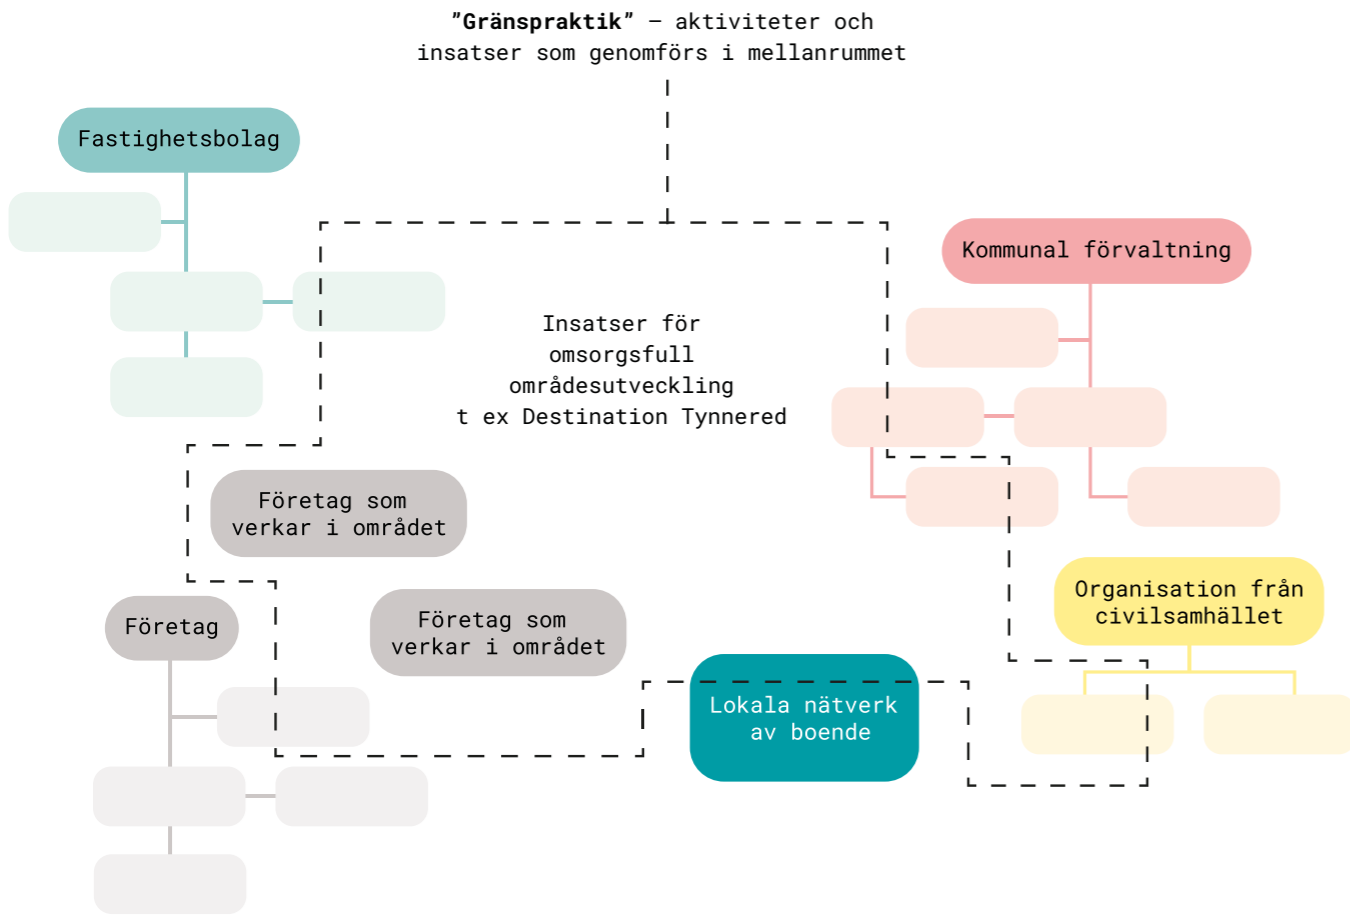 ”Gränspraktik” – aktiviteter och
insatser som genomförs i mellanrummet
Fastighetsbolag
Kommunal förvaltning
Insatser för
omsorgsfull
områdesutveckling
t ex Destination Tynnered
Företag som
verkar i området
Organisation från
civilsamhället
Företag
Företag som
verkar i området
Lokala nätverk
av boende